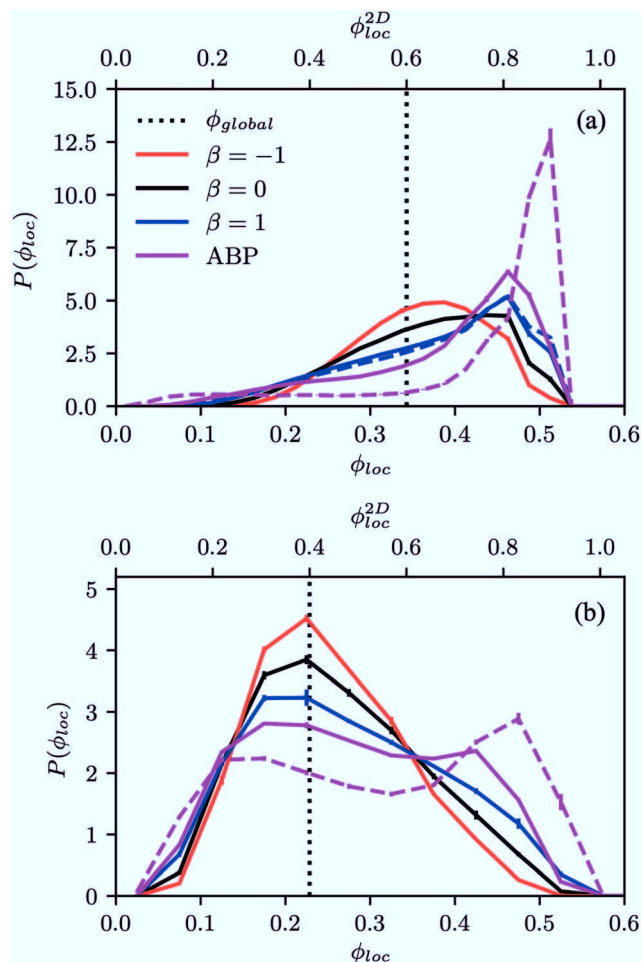 $\phi_{loc}^{2D}$
0.0 0.2 0.4 0.6 0.8 1.0
15.0
12.5
10.0
7.5
5.0
2.5
0.0
P(ϕ_{loc})
(a)
ϕ_{global}
β = −1
β = 0
β = 1
ABP
0.0 0.1 0.2 0.3 0.4 0.5 0.6
ϕ_{loc}
$\phi_{loc}^{2D}$
0.0 0.2 0.4 0.6 0.8 1.0
5
4
3
2
1
0
P(ϕ_{loc})
(b)
0.0 0.1 0.2 0.3 0.4 0.5 0.6
ϕ_{loc}